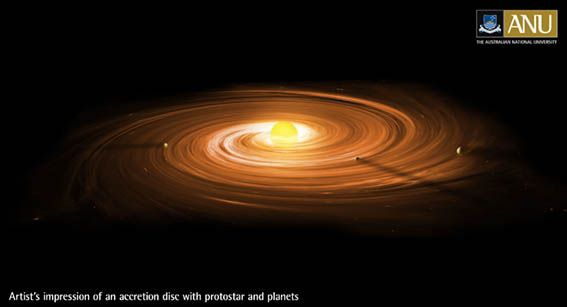 ANU
THE AUSTRALIAN NATIONAL UNIVERSITY
Artist's impression of an accretion disc with protostar and planets